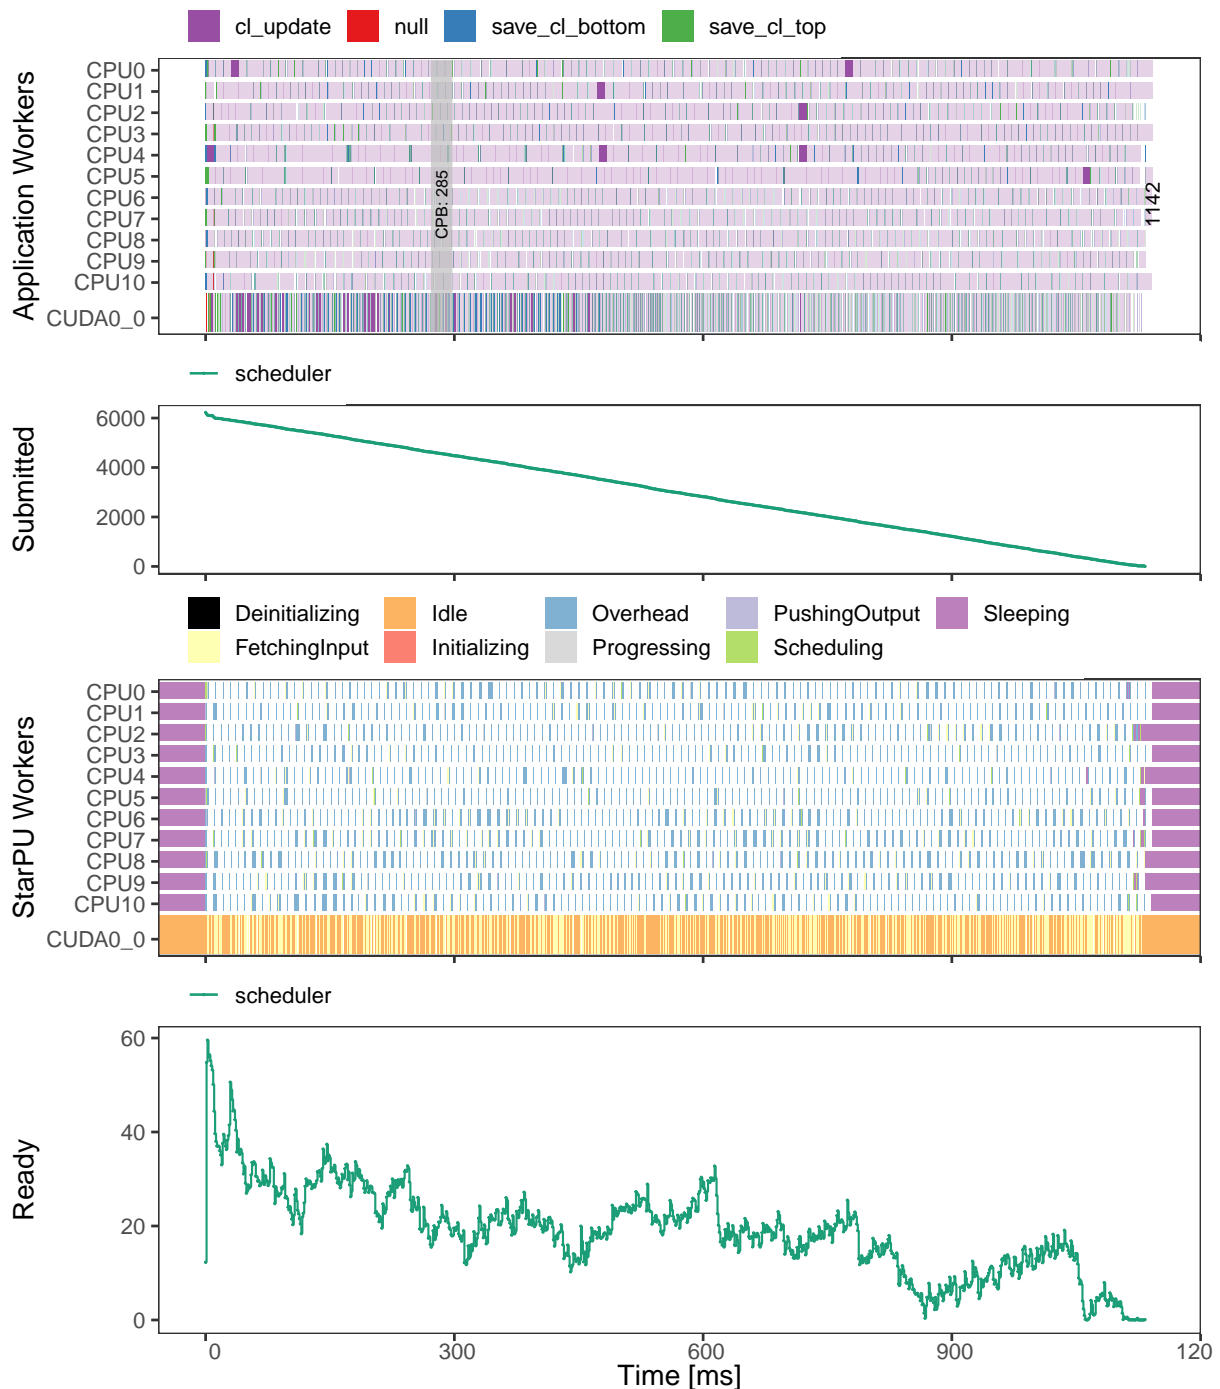 cl_update null save_cl_bottom save_cl_top
Application Workers
CPU0
CPU1
CPU2
CPU3
CPU4
CPU5
CPU6
CPU7
CPU8
CPU9
CPU10
CUDA0_0
CPB: 285
1142
scheduler
Submitted
6000
4000
2000
0
Deinitializing Idle Overhead PushingOutput Sleeping
FetchingInput Initializing Progressing Scheduling
StarPU Workers
CPU0
CPU1
CPU2
CPU3
CPU4
CPU5
CPU6
CPU7
CPU8
CPU9
CPU10
CUDA0_0
scheduler
Ready
60
40
20
0
0 300 600 900 120
Time [ms]